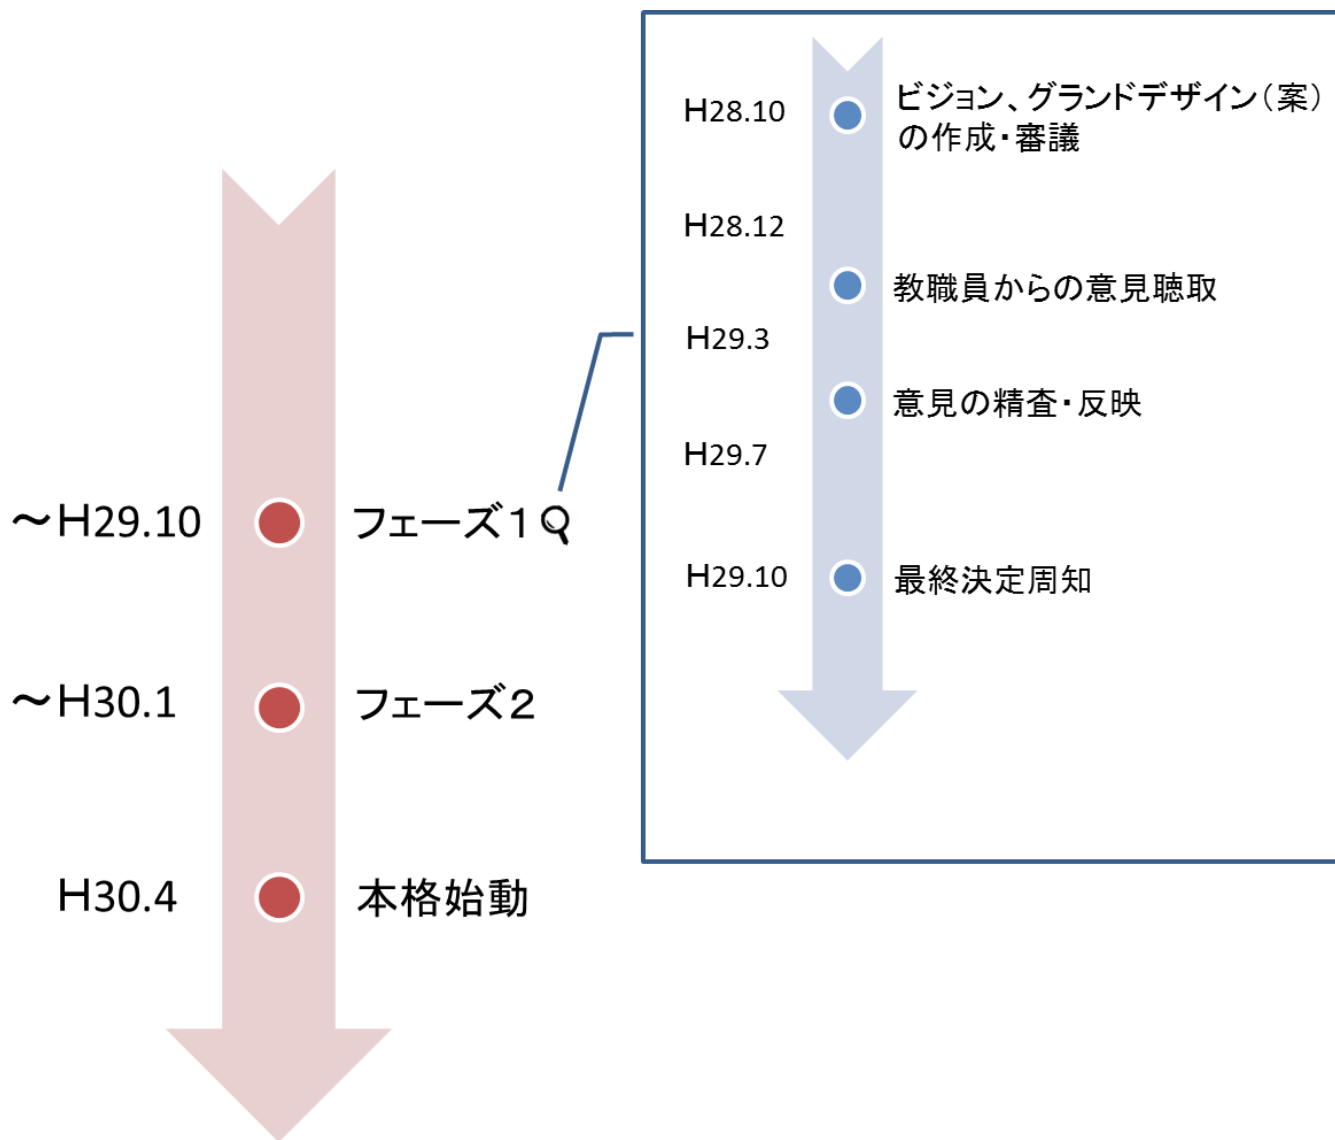 ～H29.10
フェーズ１
～H30.1
フェーズ２
H30.4
本格始動
H28.10
ビジョン、グランドデザイン（案）
の作成・審議
H28.12
教職員からの意見聴取
H29.3
意見の精査・反映
H29.7
H29.10
最終決定周知